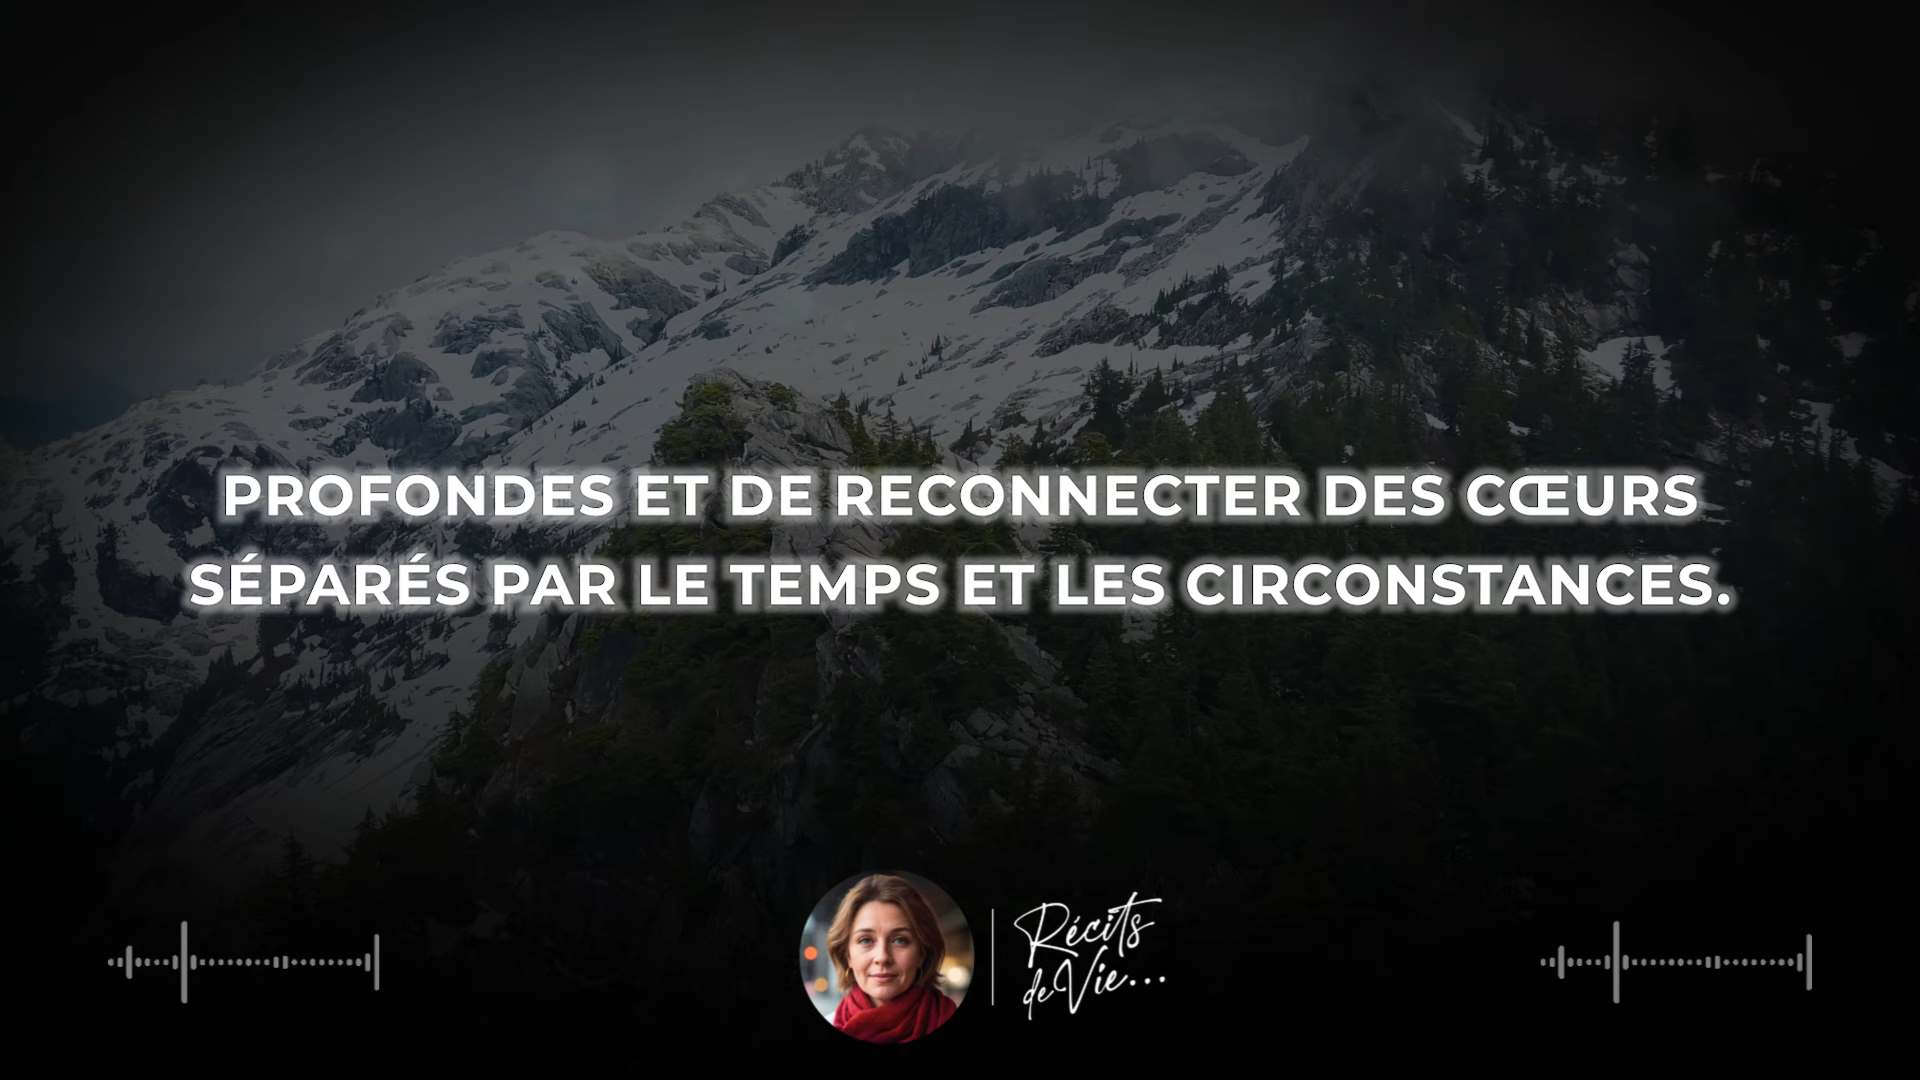 PROFONDES ET DE RECONNECTER DES CŒURS
SÉPARÉS PAR LE TEMPS ET LES CIRCONSTANCES.
Récits
de Vie...